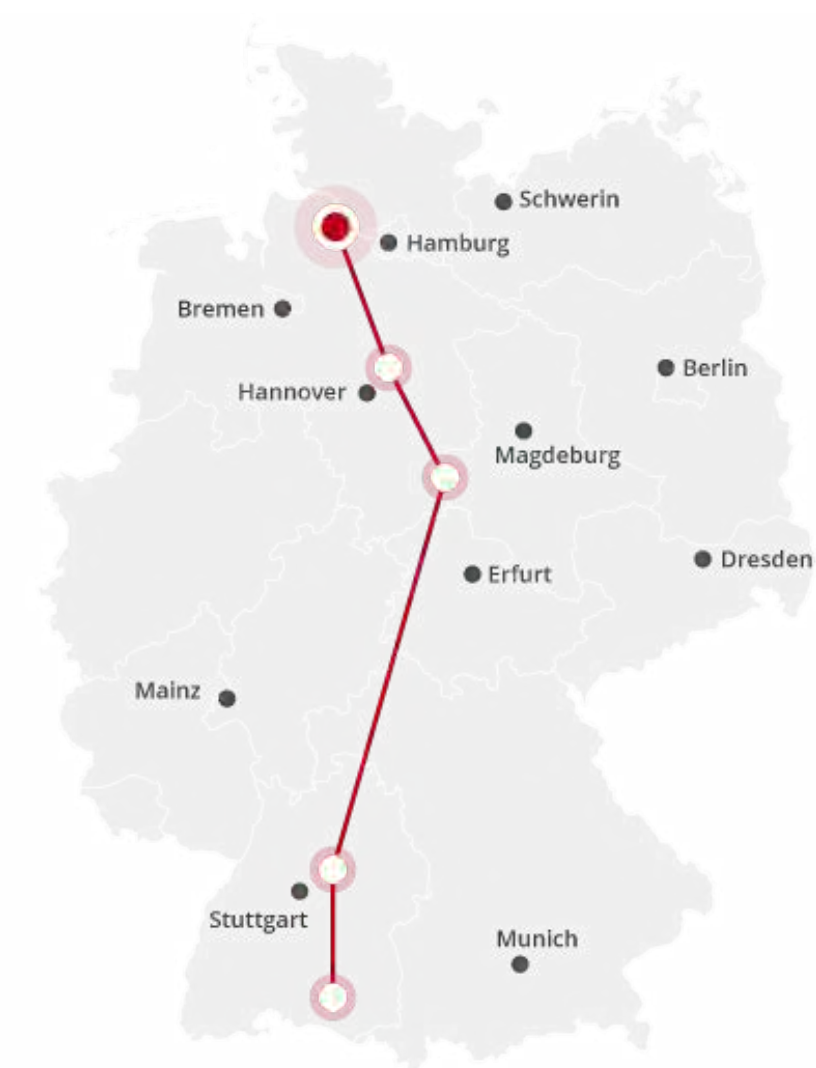 Schwerin
Hamburg
Bremen
Berlin
Hannover
Magdeburg
Dresden
Erfurt
Mainz
Stuttgart
Munich